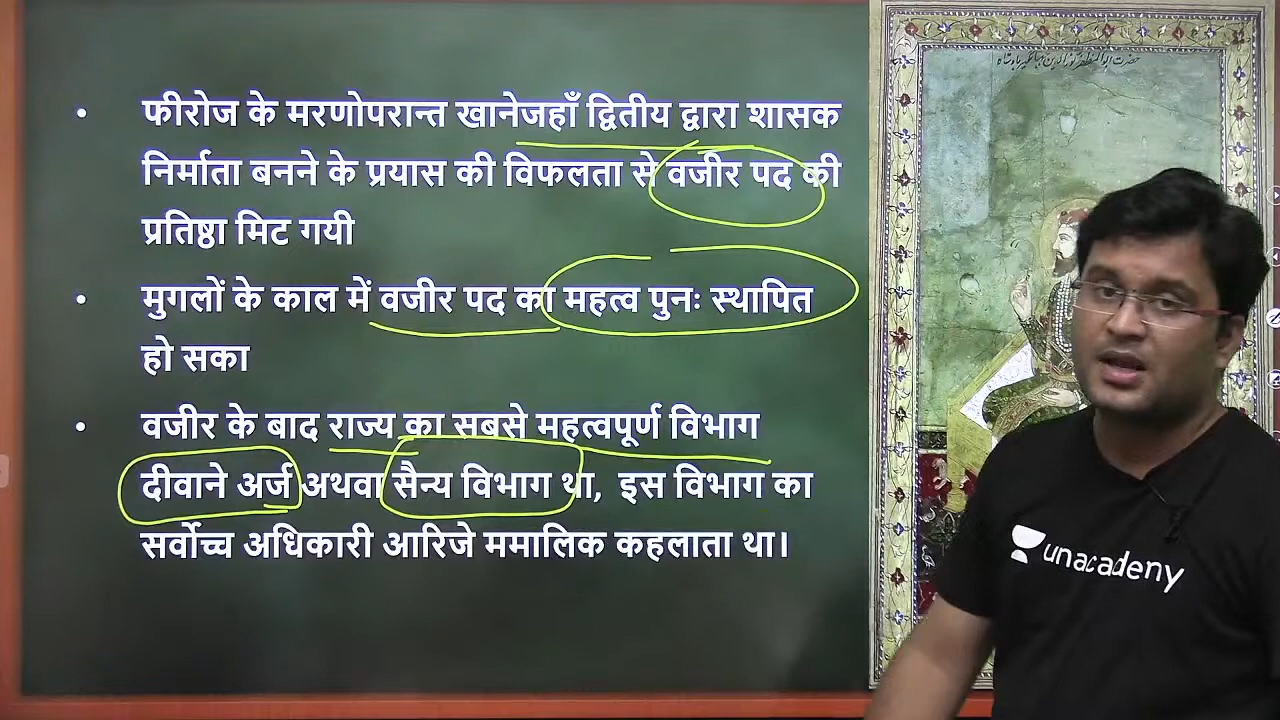 • फीरोज के मरणोपरान्त खानेजहाँ द्वितीय द्वारा शासक
निर्माता बनने के प्रयास की विफलता से वजीर पद की
प्रतिष्ठा मिट गयी
• मुगलों के काल में वजीर पद का महत्व पुनः स्थापित
हो सका
• वजीर के बाद राज्य का सबसे महत्वपूर्ण विभाग
दीवाने अर्ज अथवा सैन्य विभाग था, इस विभाग का
सर्वोच्च अधिकारी आरिजे ममालिक कहलाता था।
unacademy